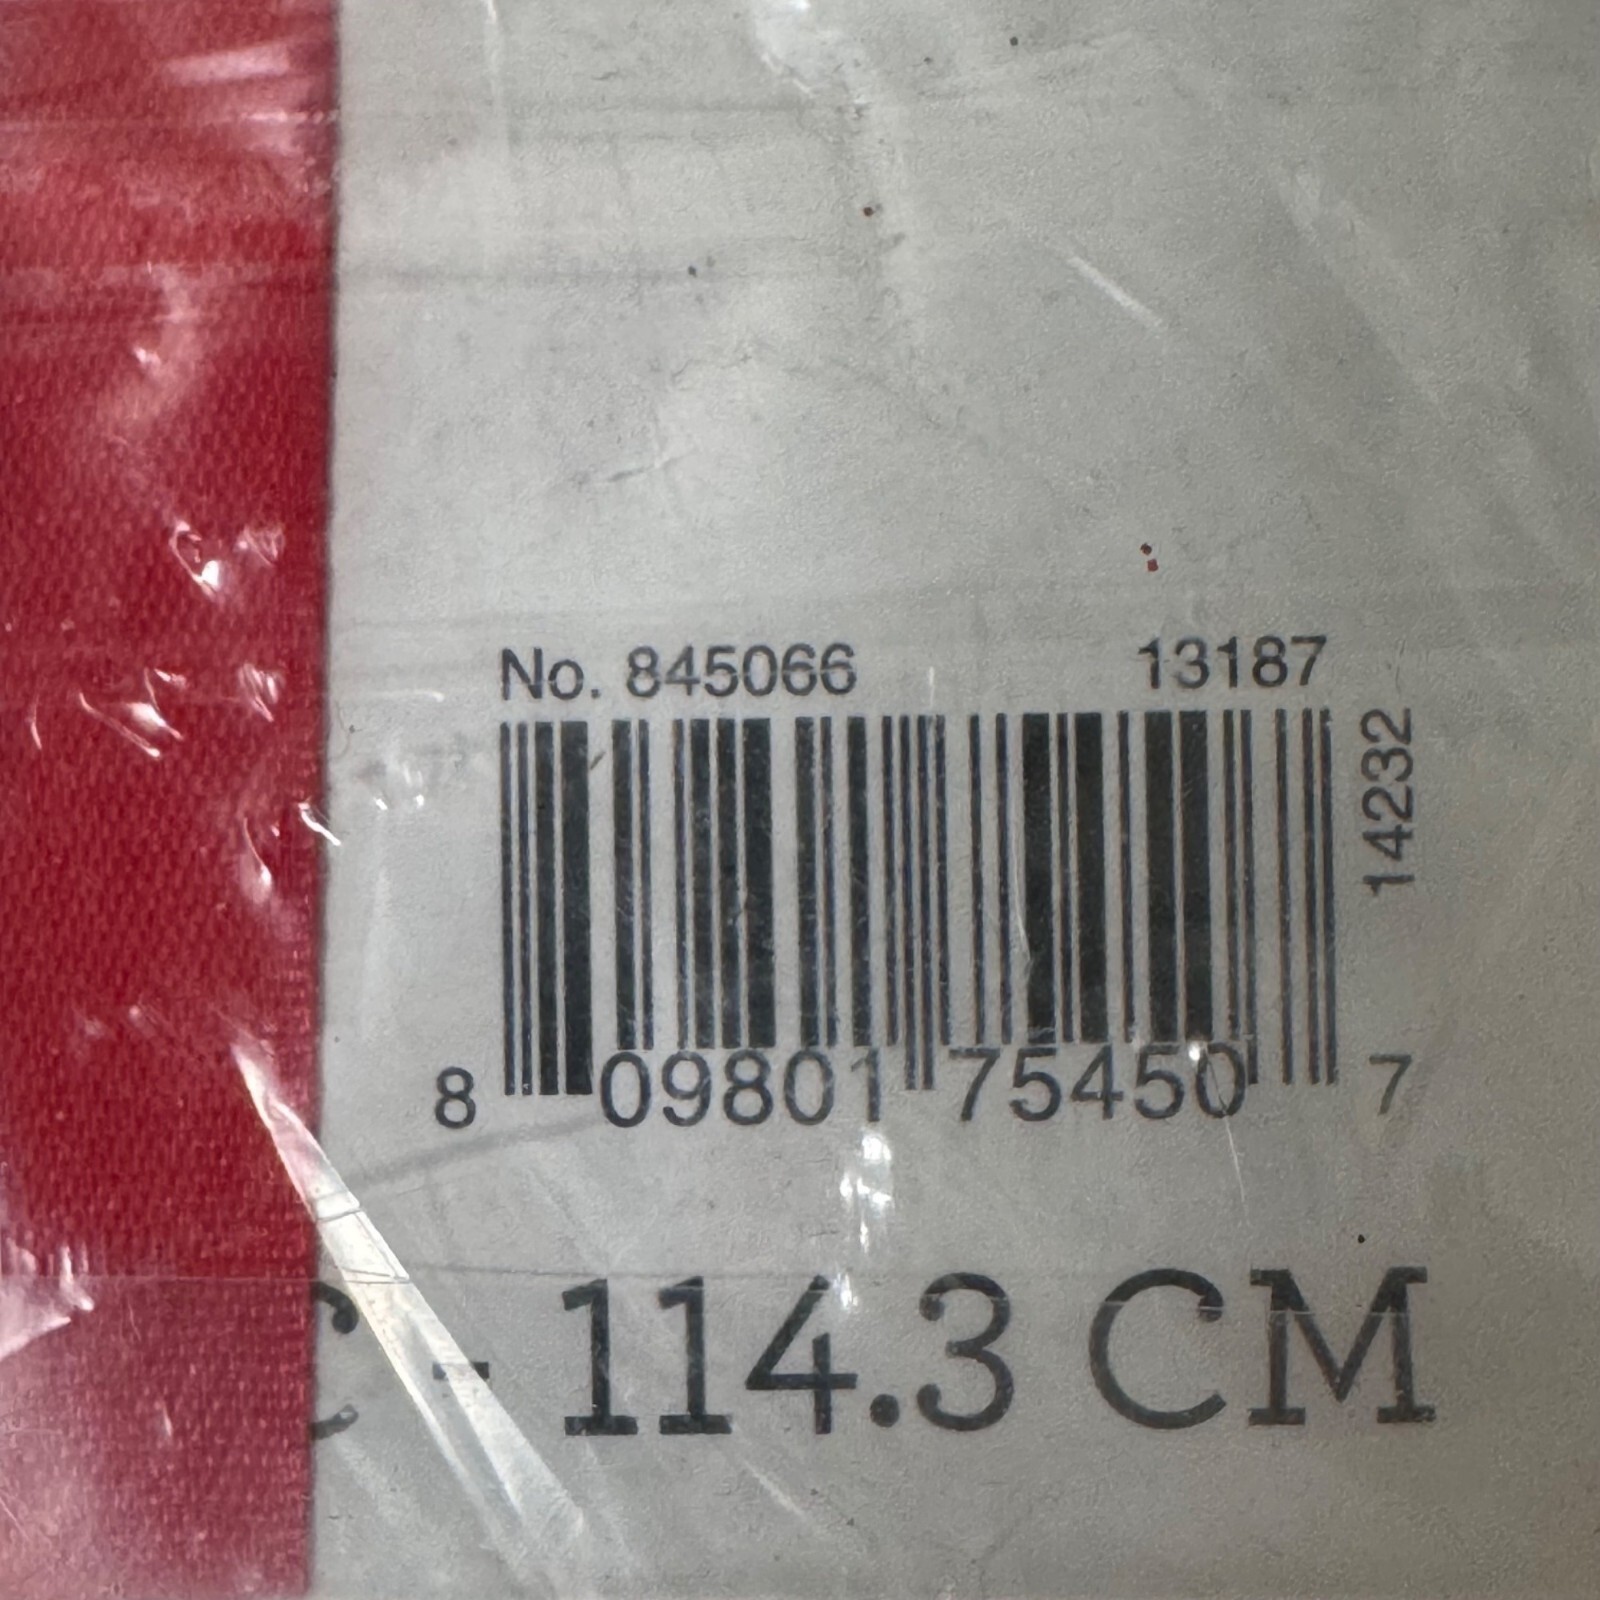 No. 845066 13187
14232
8 09801 75450 7
C - 114.3 CM